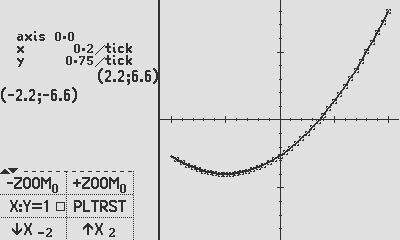 axis 0·0
x 0·2/tick
y 0·75/tick
(2.2;6.6)
(-2.2;-6.6)
-ZOOM0 +ZOOM0
X:Y=1 □ PLTRST
↓X -2 ↑X 2